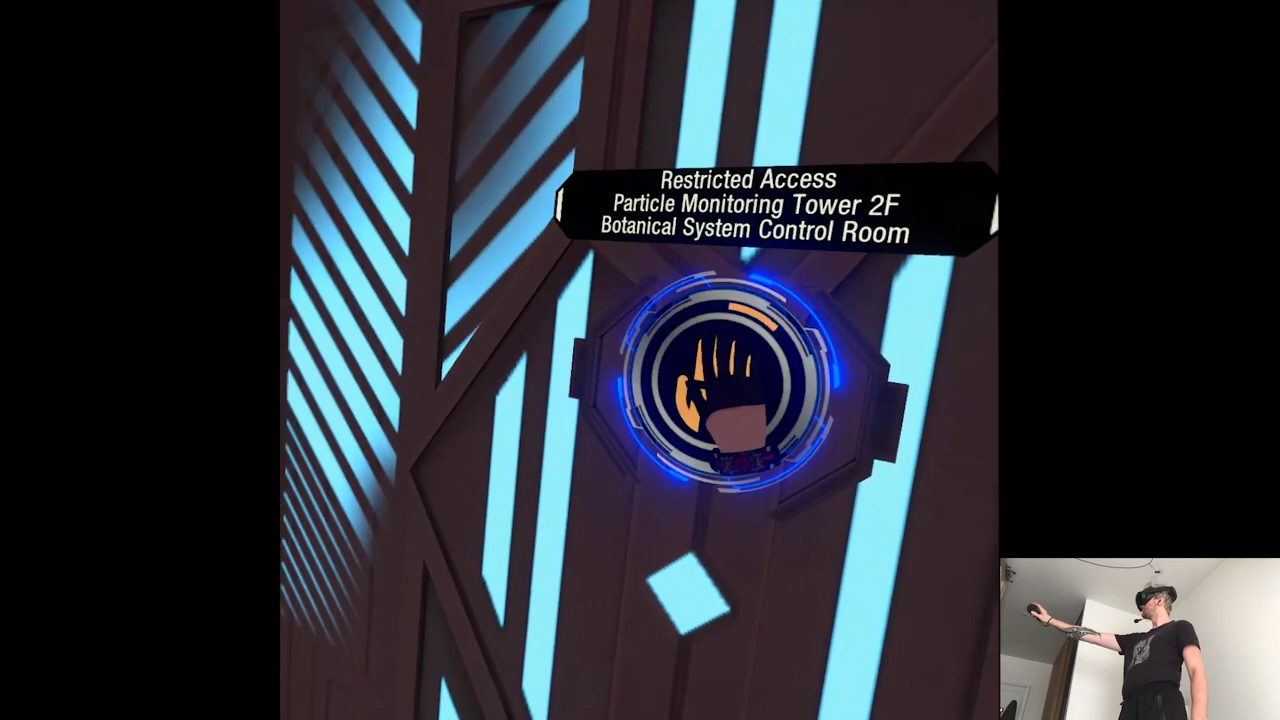 Restricted Access
Particle Monitoring Tower 2F
Botanical System Control Room